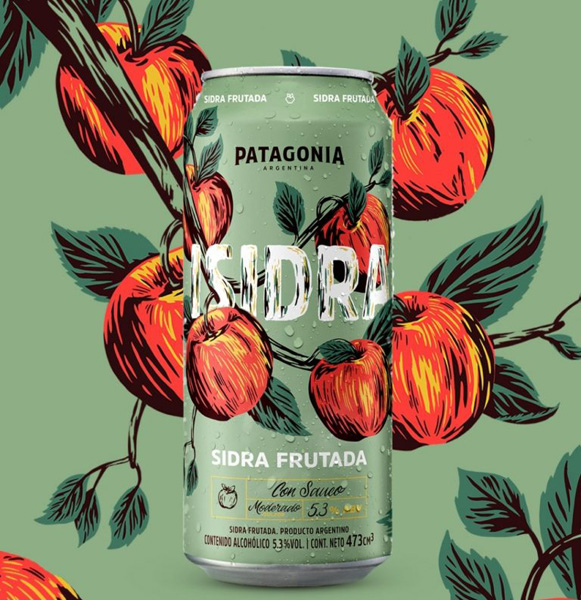 SIDRA FRUTADA SIDRA FRUTADA
PATAGONIA
ARGENTINA
ISIDRA
SIDRA FRUTADA
Con Sauco
Moderado 5.3
SIDRA FRUTADA. PRODUCTO ARGENTINO
CONTENIDO ALCOHÓLICO 5.3%VOL. | CONT. NETO 473CM³